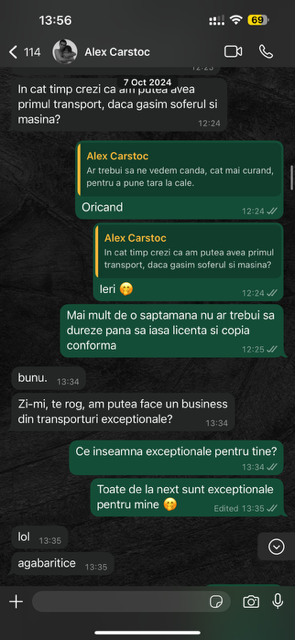 13:56
69
114
Alex Carstoc
7 Oct 2024
In cat timp crezi ca am putea avea
primul transport, daca gasim soferul si
masina?
12:24
Alex Carstoc
Ar trebui sa ne vedem canda, cat mai curand,
pentru a pune tara la cale.
Oricand
12:24
Alex Carstoc
In cat timp crezi ca am putea avea primul
transport, daca gasim soferul si masina?
Ieri 🤭
12:24
Mai mult de o saptamana nu ar trebui sa
dureze pana sa iasa licenta si copia
conforma
12:25
bunu.
13:34
Zi-mi, te rog, am putea face un business
din transporturi exceptionale?
13:34
Ce inseamna exceptionale pentru tine?
13:34
Toate de la next sunt exceptionale
pentru mine 🤭
Edited 13:35
lol
13:35
agabaritice
13:35